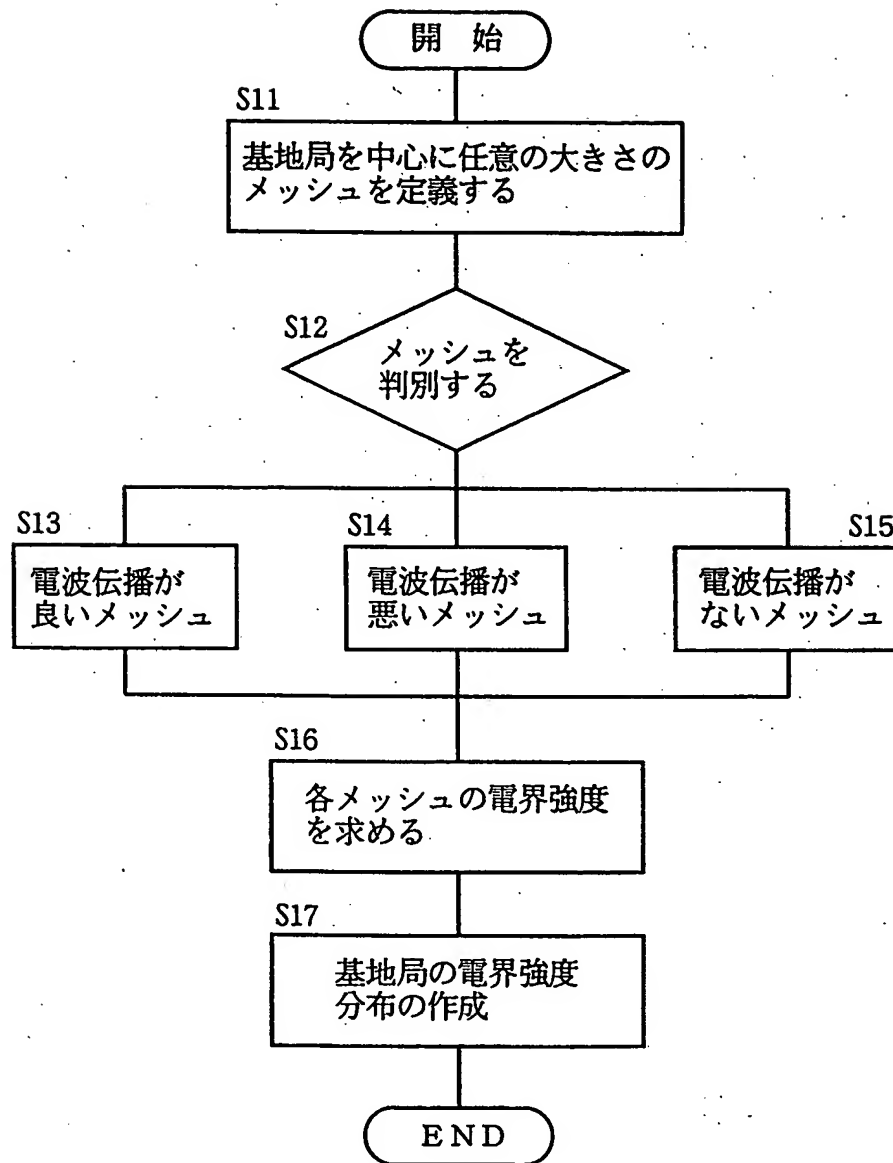 開 始
S11
基地局を中心に任意の大きさの
メッシュを定義する
S12
メッシュを
判別する
S13
電波伝播が
良いメッシュ
S14
電波伝播が
悪いメッシュ
S15
電波伝播が
ないメッシュ
S16
各メッシュの電界強度
を求める
S17
基地局の電界強度
分布の作成
END